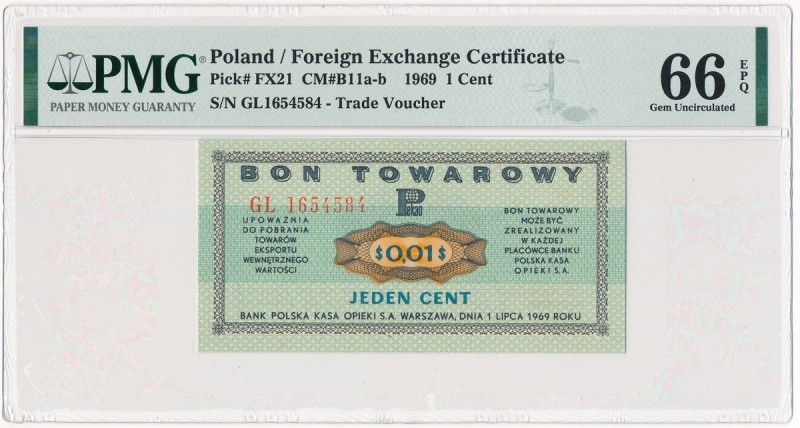 PMG®
PAPER MONEY GUARANTY
Poland / Foreign Exchange Certificate
Pick# FX21 CM#B11a-b 1969 1 Cent
S/N GL1654584 - Trade Voucher
66 EPQ
Gem Uncirculated
BON TOWAROWY
GL 1654584
Pekao
UPOWAŻNIA
DO POBRANIA
TOWARÓW
EKSPORTU
WEWNĘTRZNEGO
WARTOŚCI
$0,01$
BON TOWAROWY
MOŻE BYĆ
ZREALIZOWANY
W KAŻDEJ
PLACÓWCE BANKU
POLSKA KASA
OPIEKI S.A.
JEDEN CENT
BANK POLSKA KASA OPIEKI S.A. WARSZAWA, DNIA 1 LIPCA 1969 ROKU